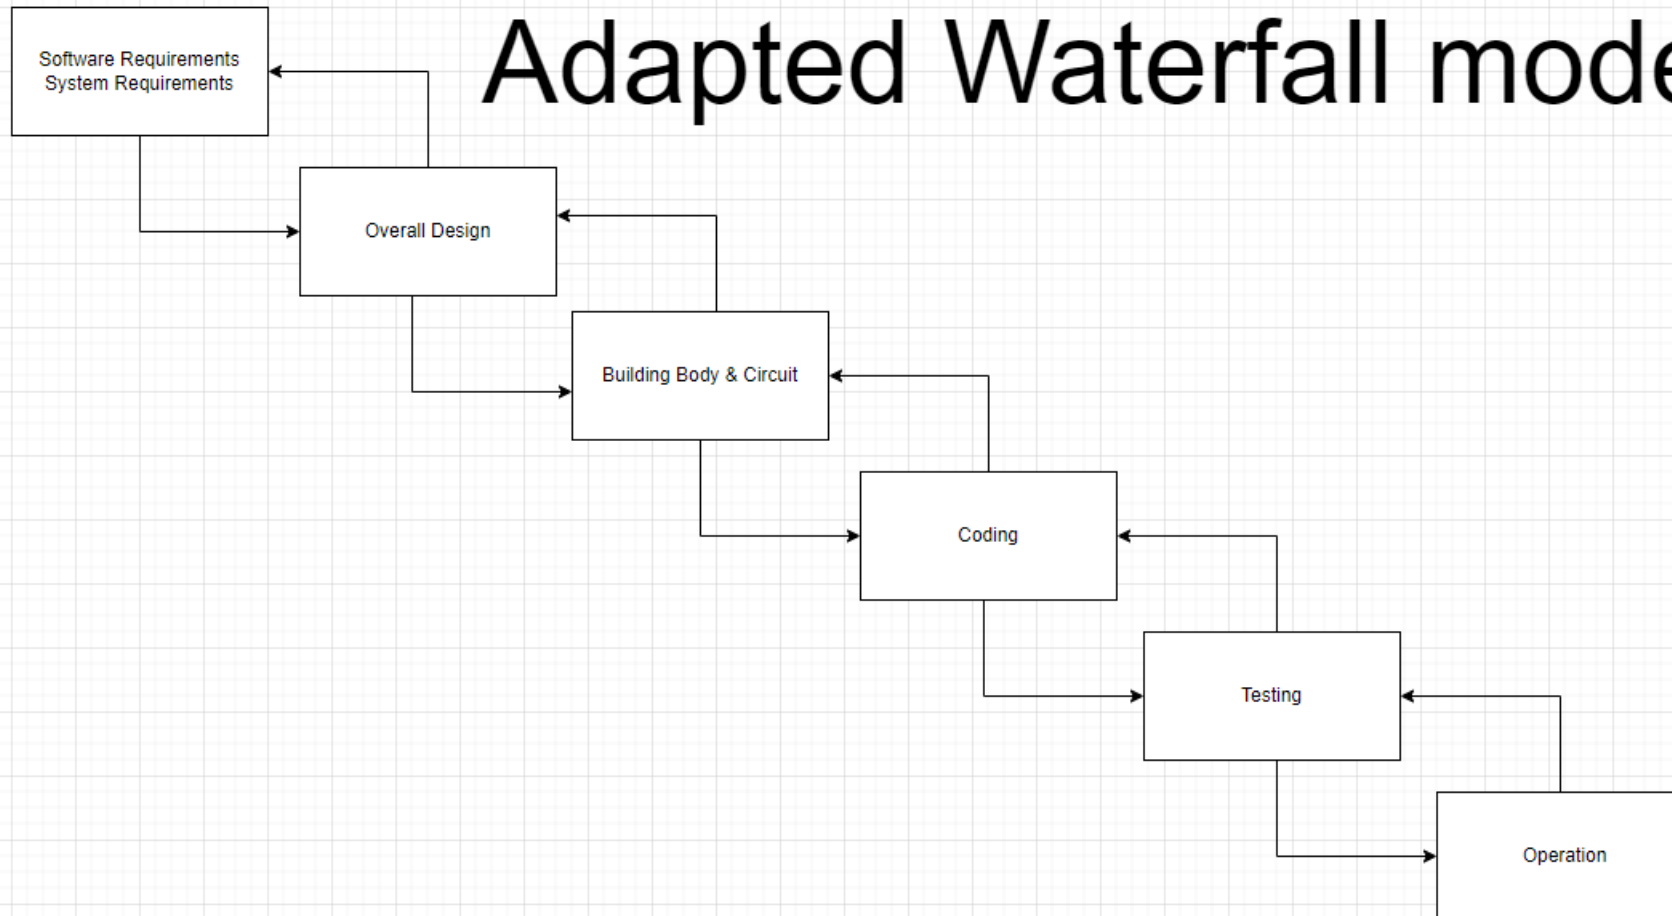 Adapted Waterfall mode
Software Requirements
System Requirements
Overall Design
Building Body & Circuit
Coding
Testing
Operation